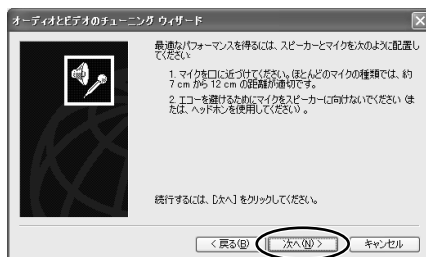 オーディオとビデオのチューニング ウィザード
最適なパフォーマンスを得るには、スピーカーとマイクを次のように配置し
てください:
1. マイクを口に近づけてください。ほとんどのマイクの種類では、約
7 cm から 12 cm の距離が適切です。
2. エコーを避けるためにマイクをスピーカーに向けないでください (ま
たは、ヘッドホンを使用してください) 。
続行するには、[次へ] をクリックしてください。
< 戻る(B)
次へ(N) >
キャンセル